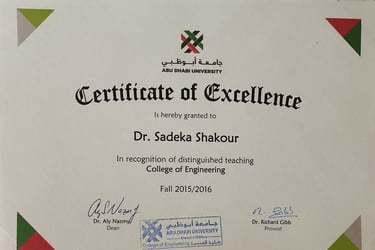 جامعة أبوظبي
ABU DHABI UNIVERSITY
Certificate of Excellence
Is hereby granted to
Dr. Sadeka Shakour
In recognition of distinguished teaching
College of Engineering
Fall 2015/2016
Dr. Aly Nazmy
Dean
Dr. Richard Gibb
Provost
جامعة أبوظبي
ABU DHABI UNIVERSITY
College of Engineering